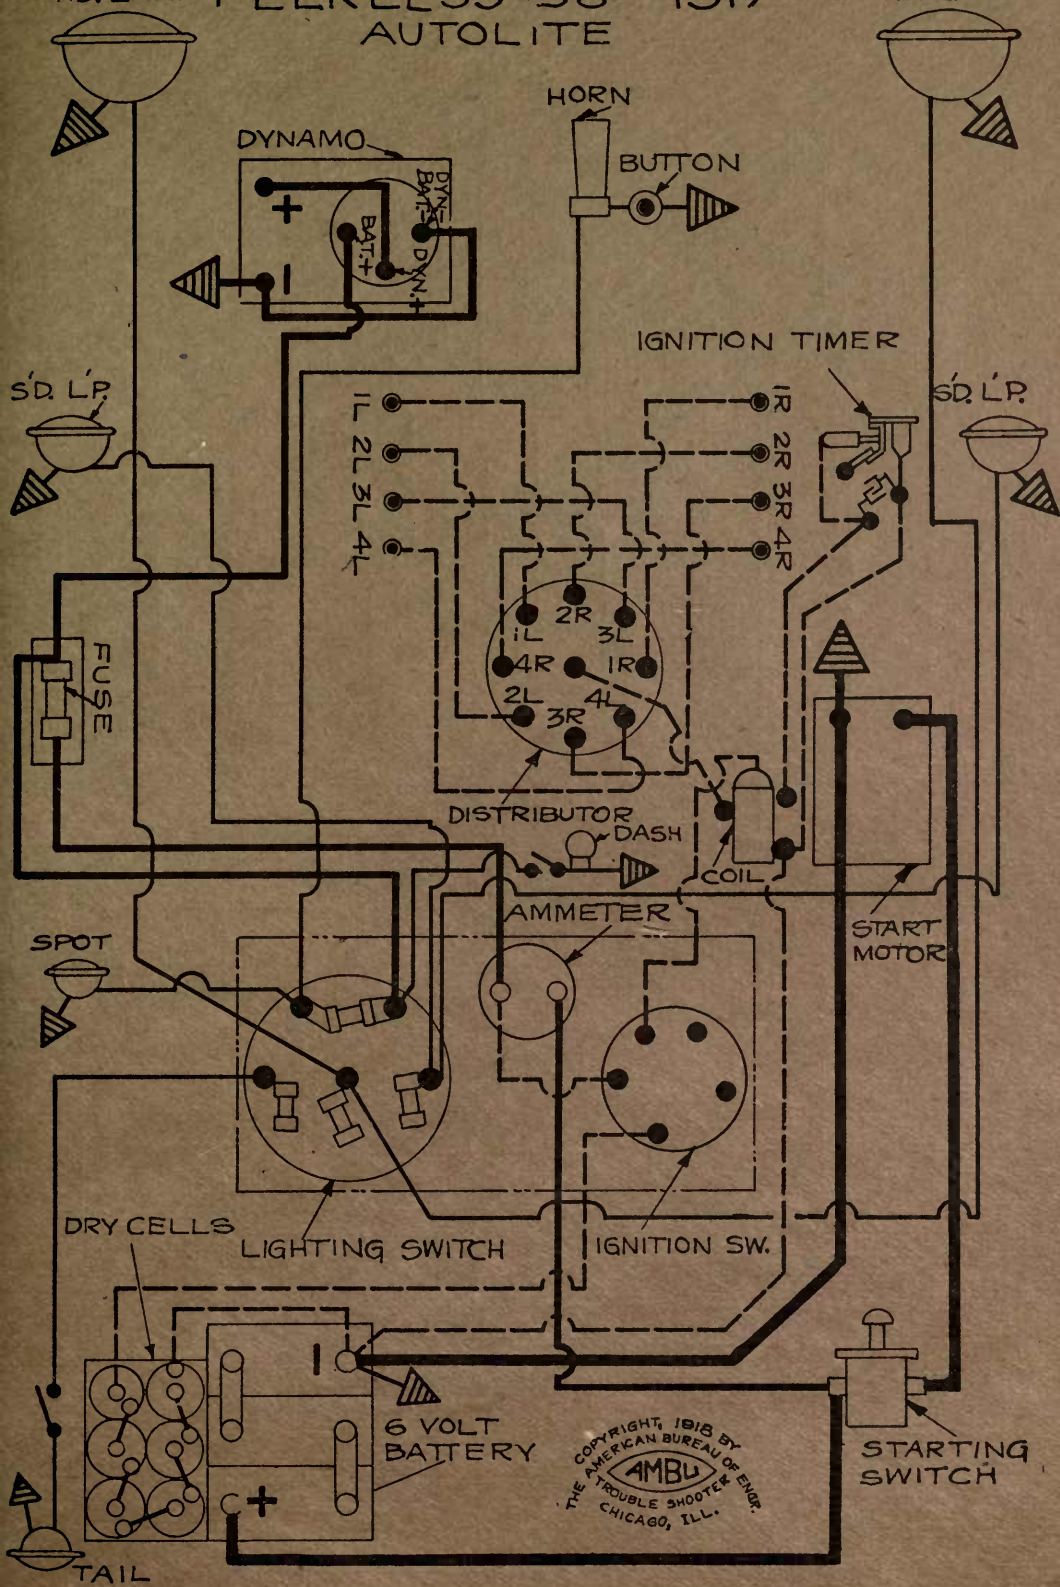 PEERLESS 56 1917
AUTOLITE
HORN
DYNAMO
BUTTON
DYN-
BAT.-
+
BAT.+
DYN.+
-
IGNITION TIMER
S'D. L'P.
S'D. L'P.
1L
1R
2L
2R
3L
3R
4L
4R
2R
1L
3L
4R
1R
2L
4L
3R
FUSE
DISTRIBUTOR
DASH
COIL
AMMETER
START
MOTOR
SPOT
DRY CELLS
LIGHTING SWITCH
IGNITION SW.
-
6 VOLT
BATTERY
+
STARTING
SWITCH
TAIL
COPYRIGHT, 1918 BY
THE AMERICAN BUREAU OF ENGR.
AMBU
TROUBLE SHOOTER
CHICAGO, ILL.